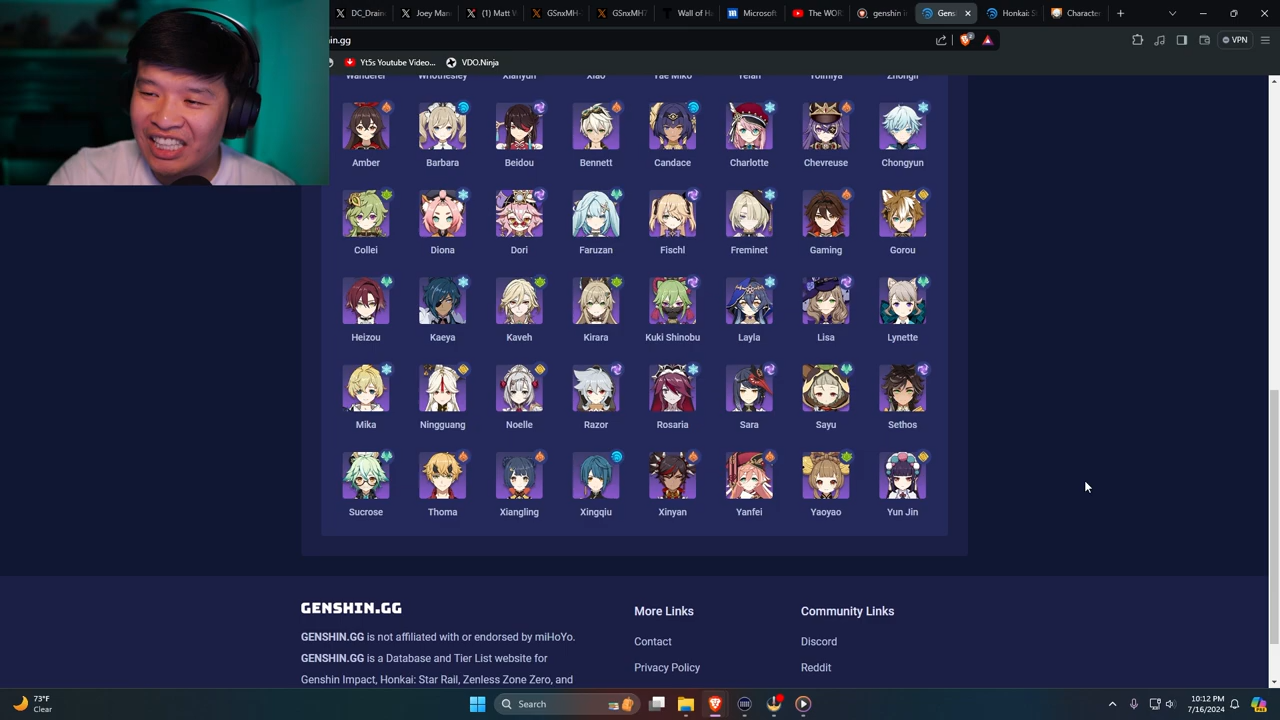 DC_Draine
Joey Man
(1) Matt W
GSnxMH-
GSnxMH7
Wall of Ha
Microsoft
The WOR
genshin i
Gens
Honkai: S
Character
in.gg
VPN
Yt5s Youtube Video...
VDO.Ninja
Wanderer Wriothesley Xianyun Xiao Yae Miko Yelan Yoimiya Zhongli
Amber Barbara Beidou Bennett Candace Charlotte Chevreuse Chongyun
Collei Diona Dori Faruzan Fischl Freminet Gaming Gorou
Heizou Kaeya Kaveh Kirara Kuki Shinobu Layla Lisa Lynette
Mika Ningguang Noelle Razor Rosaria Sara Sayu Sethos
Sucrose Thoma Xiangling Xingqiu Xinyan Yanfei Yaoyao Yun Jin
GENSHIN.GG
GENSHIN.GG is not affiliated with or endorsed by miHoYo.
GENSHIN.GG is a Database and Tier List website for
Genshin Impact, Honkai: Star Rail, Zenless Zone Zero, and
More Links
Contact
Privacy Policy
Community Links
Discord
Reddit
73°F
Clear
Search
10:12 PM
7/16/2024